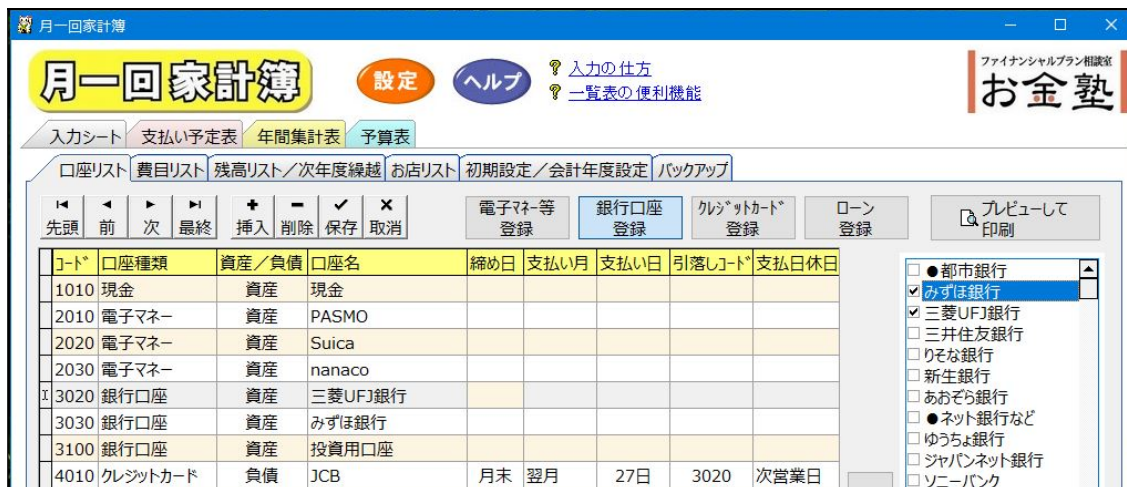 月一回家計簿
月一回家計簿
設定
ヘルプ
? 入力の仕方
? 一覧表の便利機能
ファイナンシャルプラン相談室
お金塾
入力シート 支払い予定表 年間集計表 予算表
口座リスト 費目リスト 残高リスト/次年度繰越 お店リスト 初期設定/会計年度設定 バックアップ
先頭 前 次 最終 挿入 削除 保存 取消
電子マネー等
登録
銀行口座
登録
クレジットカード
登録
ローン
登録
プレビューして
印刷
コード 口座種類 資産/負債 口座名 締め日 支払い月 支払い日 引落しコード 支払日休日
1010 現金 資産 現金
2010 電子マネー 資産 PASMO
2020 電子マネー 資産 Suica
2030 電子マネー 資産 nanaco
3020 銀行口座 資産 三菱UFJ銀行
3030 銀行口座 資産 みずほ銀行
3100 銀行口座 資産 投資用口座
4010 クレジットカード 負債 JCB 月末 翌月 27日 3020 次営業日
●都市銀行
みずほ銀行
三菱UFJ銀行
三井住友銀行
りそな銀行
新生銀行
あおぞら銀行
●ネット銀行など
ゆうちょ銀行
ジャパンネット銀行
ソニーバンク